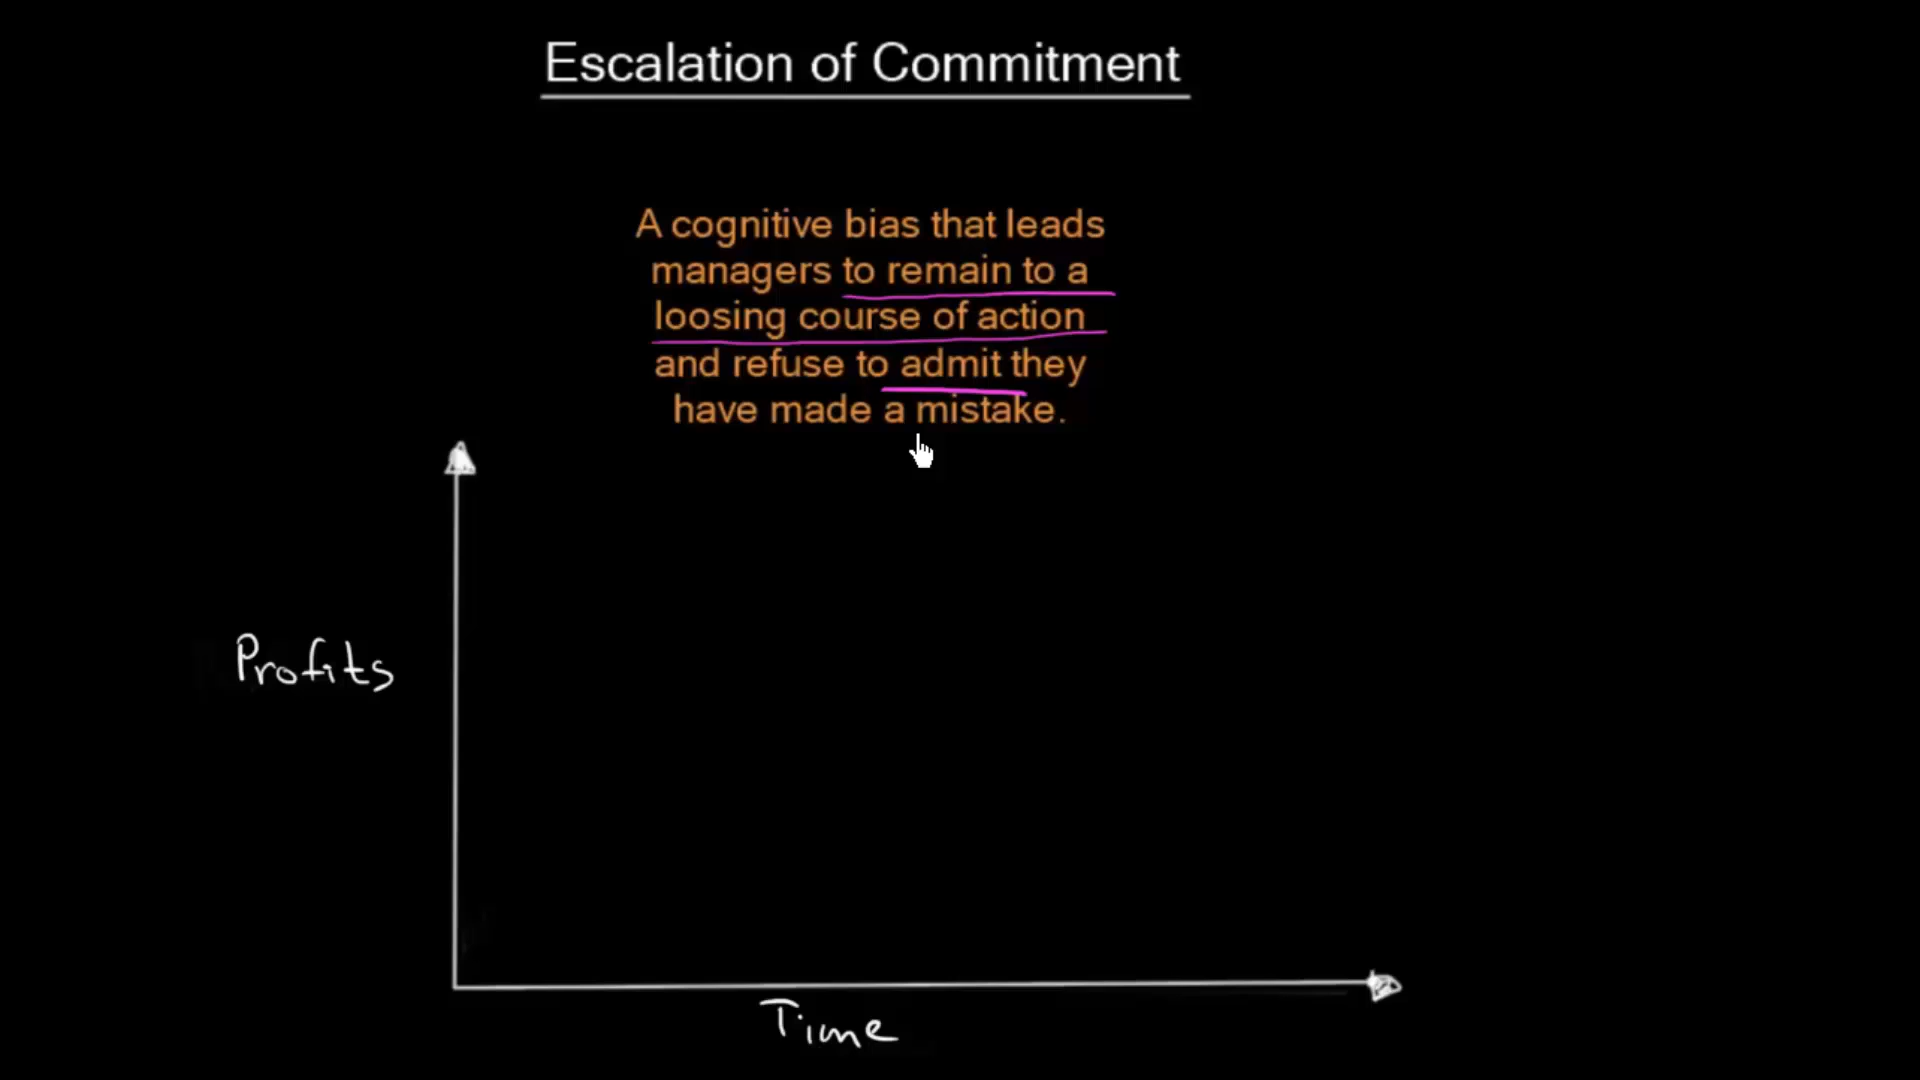 Escalation of Commitment
A cognitive bias that leads
managers to remain to a
loosing course of action
and refuse to admit they
have made a mistake.
Profits
Time